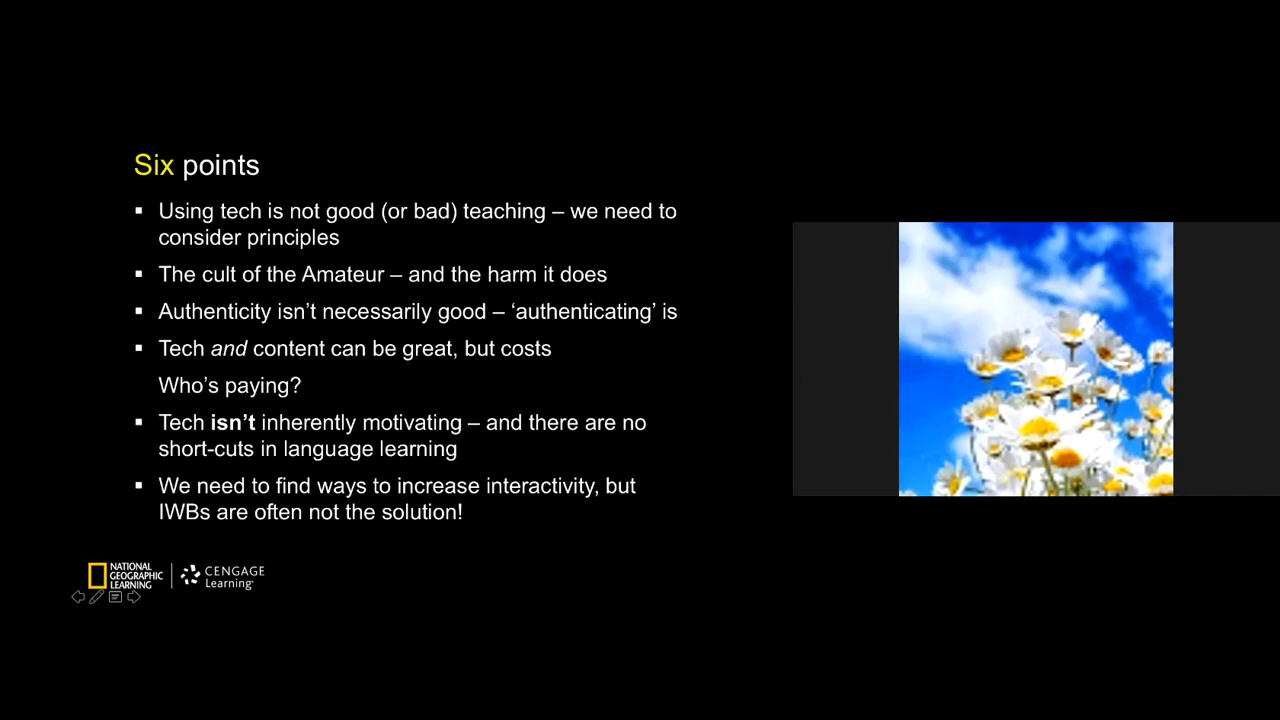 Six points
▪ Using tech is not good (or bad) teaching – we need to
consider principles
▪ The cult of the Amateur – and the harm it does
▪ Authenticity isn’t necessarily good – ‘authenticating’ is
▪ Tech and content can be great, but costs
Who’s paying?
▪ Tech isn’t inherently motivating – and there are no
short-cuts in language learning
▪ We need to find ways to increase interactivity, but
IWBs are often not the solution!
NATIONAL
GEOGRAPHIC
LEARNING
CENGAGE
Learning